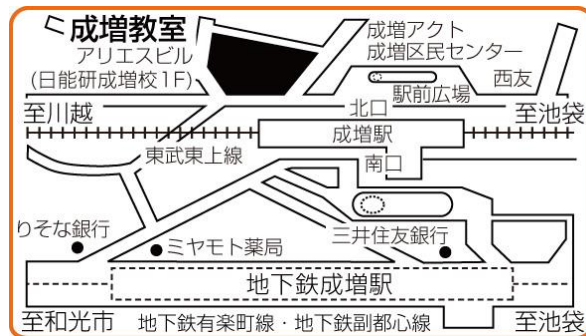 成増教室
アリエスビル
(日能研成増校1F)
成増アクト
成増区民センター
西友
駅前広場
至川越
北口
至池袋
成増駅
東武東上線
南口
りそな銀行
ミヤモト薬局
三井住友銀行
地下鉄成増駅
至和光市
地下鉄有楽町線・地下鉄副都心線
至池袋